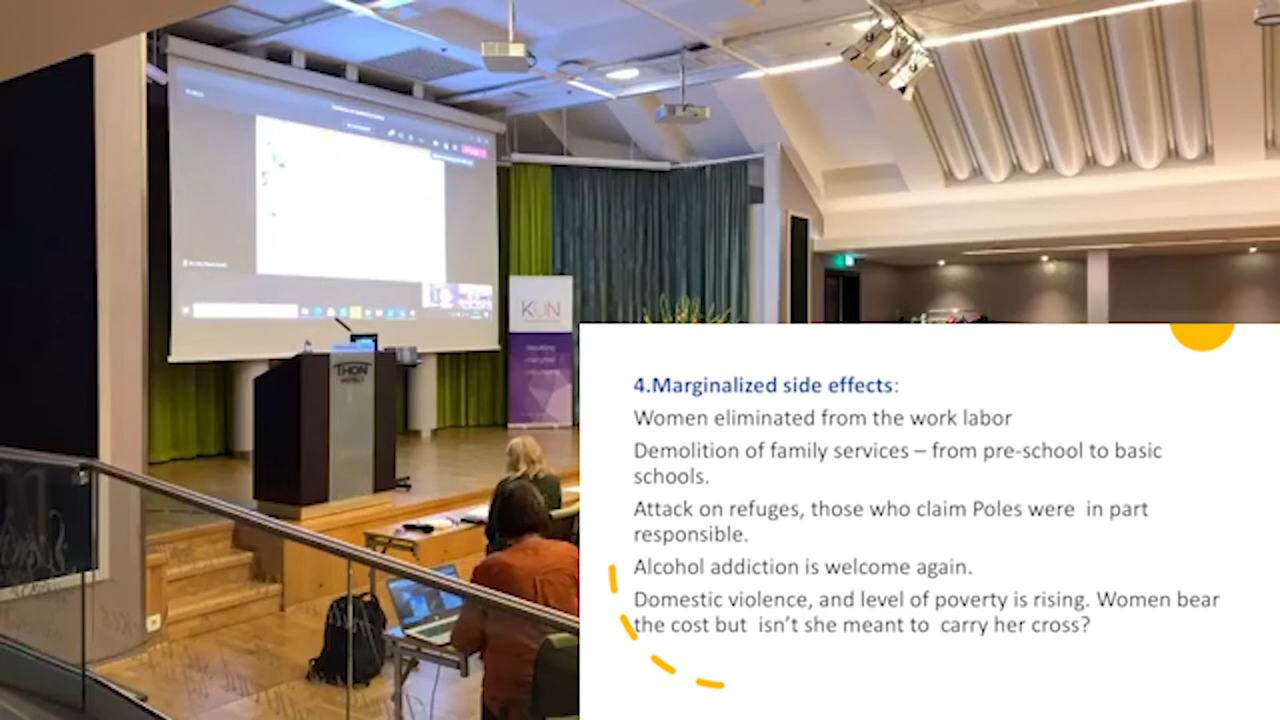 KUN
THON
HOTELS
4.Marginalized side effects:
Women eliminated from the work labor
Demolition of family services – from pre-school to basic
schools.
Attack on refuges, those who claim Poles were in part
responsible.
Alcohol addiction is welcome again.
Domestic violence, and level of poverty is rising. Women bear
the cost but isn't she meant to carry her cross?